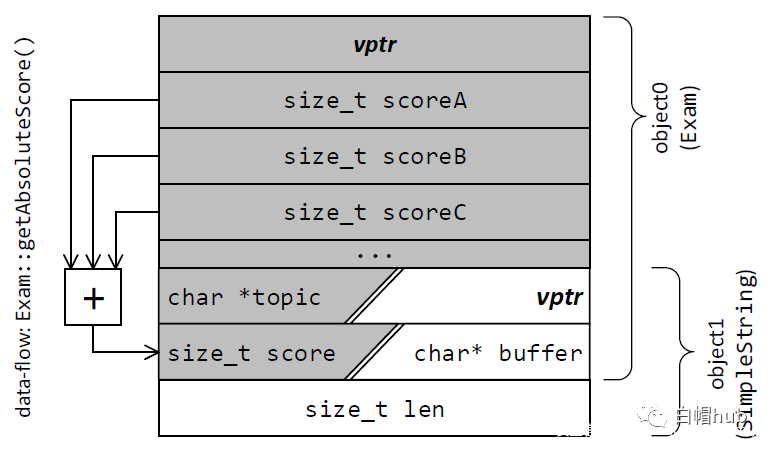 data-flow: Exam::getAbsoluteScore()
vptr
size_t scoreA
size_t scoreB
size_t scoreC
...
+
char *topic
vptr
size_t score
char* buffer
size_t len
object0
(Exam)
object1
(SimpleString)
白帽hub